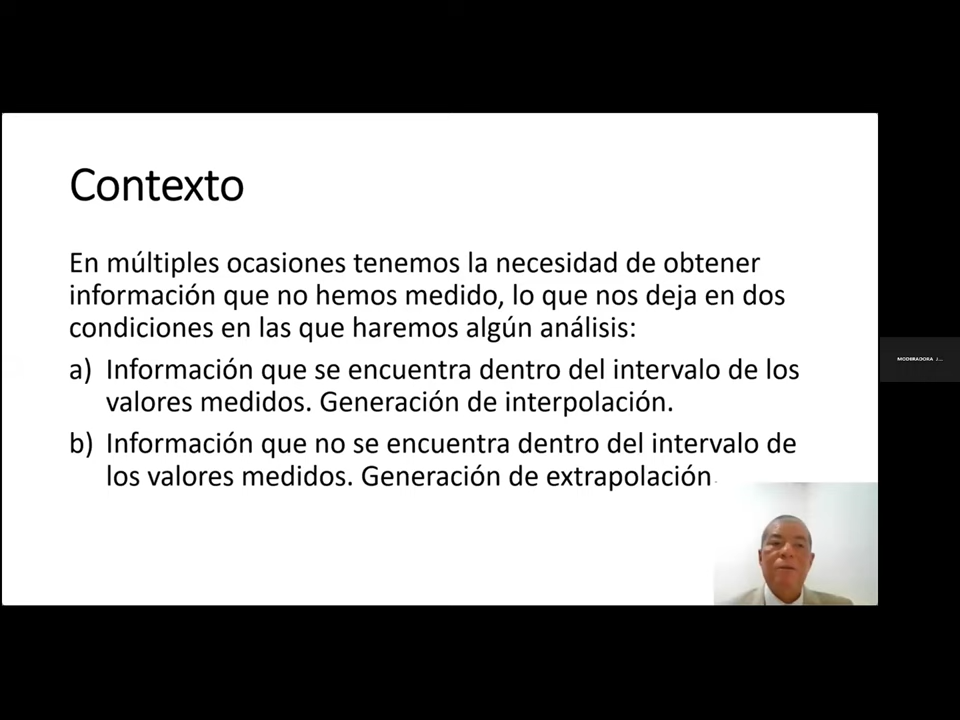 Contexto
En múltiples ocasiones tenemos la necesidad de obtener
información que no hemos medido, lo que nos deja en dos
condiciones en las que haremos algún análisis:
a) Información que se encuentra dentro del intervalo de los
valores medidos. Generación de interpolación.
b) Información que no se encuentra dentro del intervalo de
los valores medidos. Generación de extrapolación
MODERADORA J...